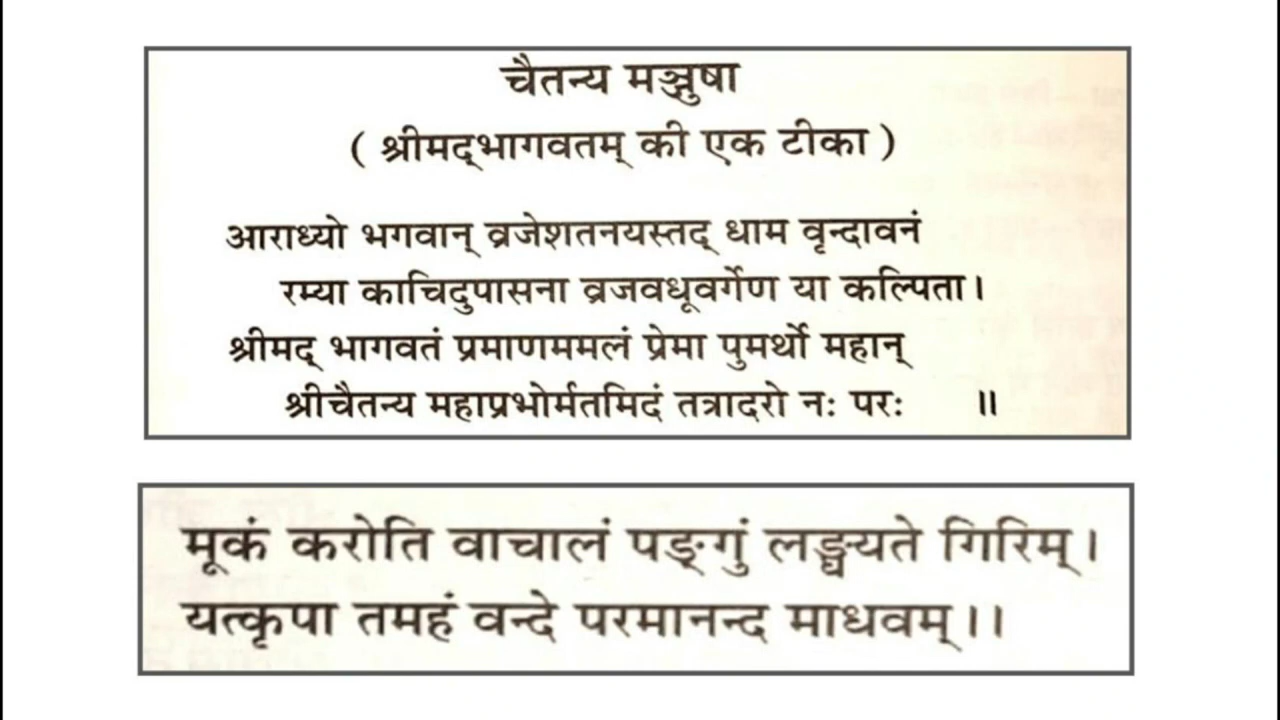 चैतन्य मञ्जुषा
( श्रीमद्भागवतम् की एक टीका )
आराध्यो भगवान् व्रजेशतनयस्तद् धाम वृन्दावनं
रम्या काचिदुपासना व्रजवधूवर्गेण या कल्पिता।
श्रीमद् भागवतं प्रमाणममलं प्रेमा पुमर्थो महान्
श्रीचैतन्य महाप्रभोर्मतमिदं तत्रादरो नः परः ॥
मूकं करोति वाचालं पङ्गुं लङ्घयते गिरिम्।
यत्कृपा तमहं वन्दे परमानन्द माधवम्।।